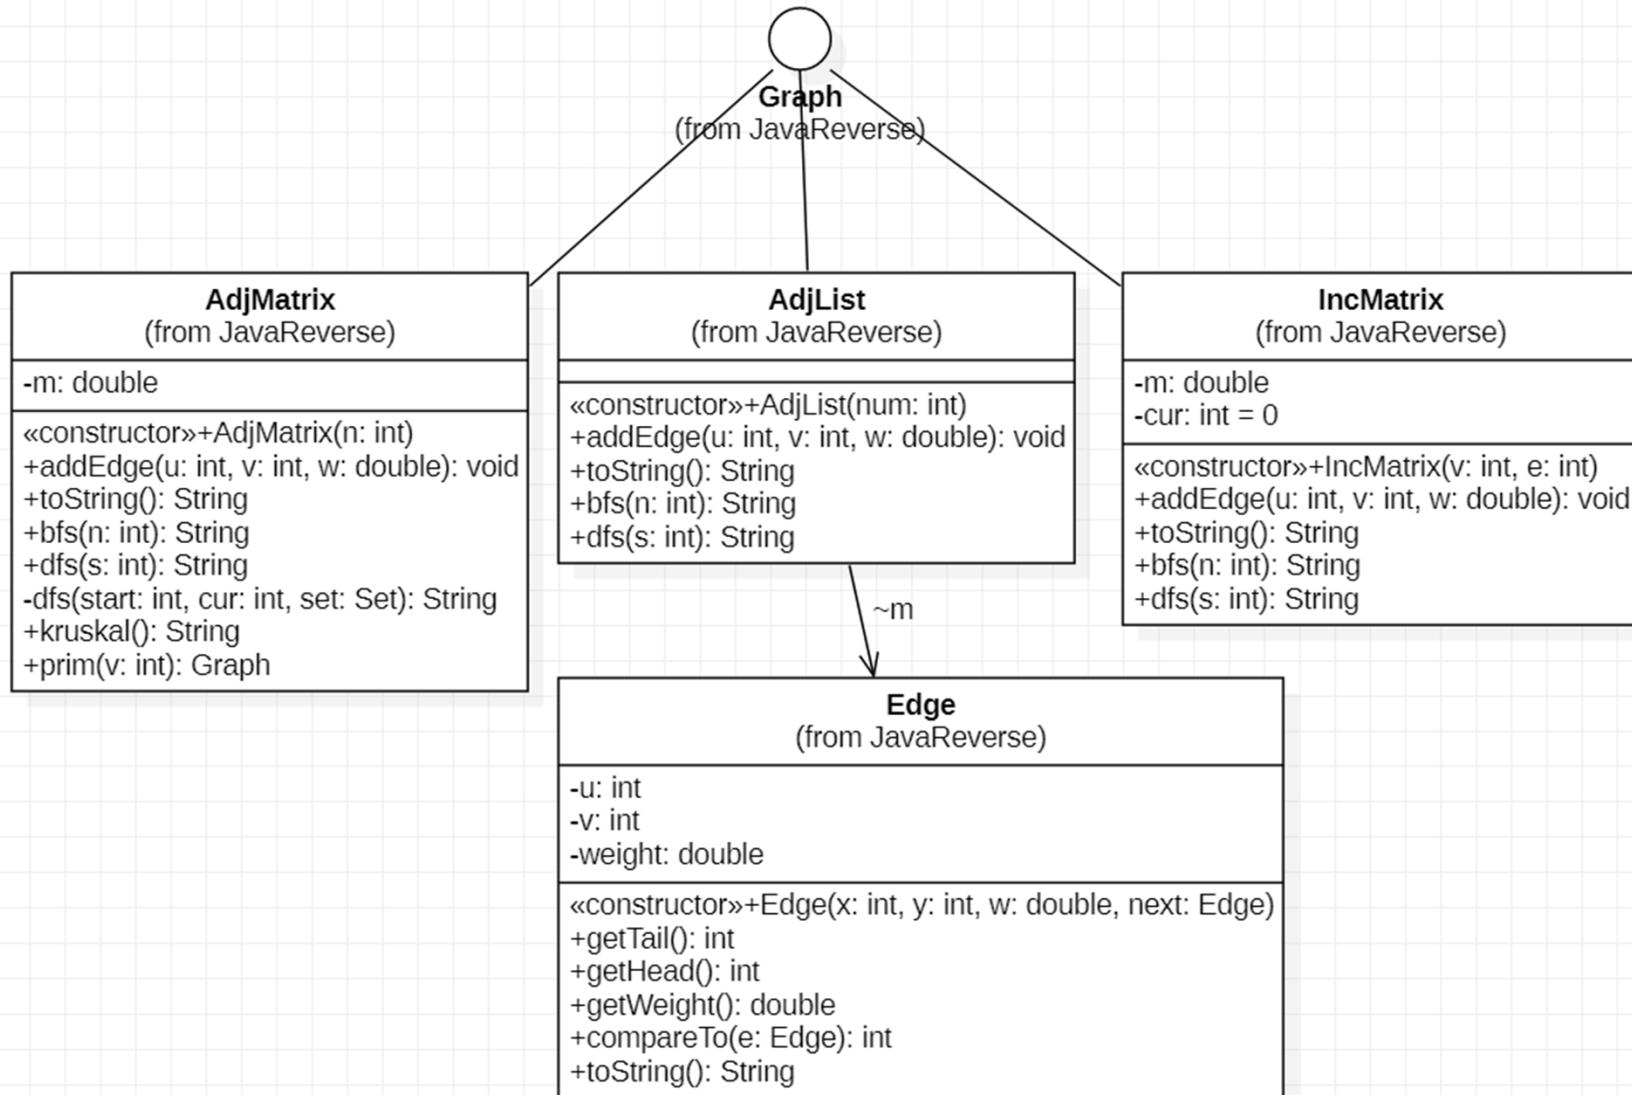 Graph
(from JavaReverse)
AdjMatrix
(from JavaReverse)
-m: double
«constructor»+AdjMatrix(n: int)
+addEdge(u: int, v: int, w: double): void
+toString(): String
+bfs(n: int): String
+dfs(s: int): String
-dfs(start: int, cur: int, set: Set): String
+kruskal(): String
+prim(v: int): Graph
AdjList
(from JavaReverse)
«constructor»+AdjList(num: int)
+addEdge(u: int, v: int, w: double): void
+toString(): String
+bfs(n: int): String
+dfs(s: int): String
IncMatrix
(from JavaReverse)
-m: double
-cur: int = 0
«constructor»+IncMatrix(v: int, e: int)
+addEdge(u: int, v: int, w: double): void
+toString(): String
+bfs(n: int): String
+dfs(s: int): String
~m
Edge
(from JavaReverse)
-u: int
-v: int
-weight: double
«constructor»+Edge(x: int, y: int, w: double, next: Edge)
+getTail(): int
+getHead(): int
+getWeight(): double
+compareTo(e: Edge): int
+toString(): String